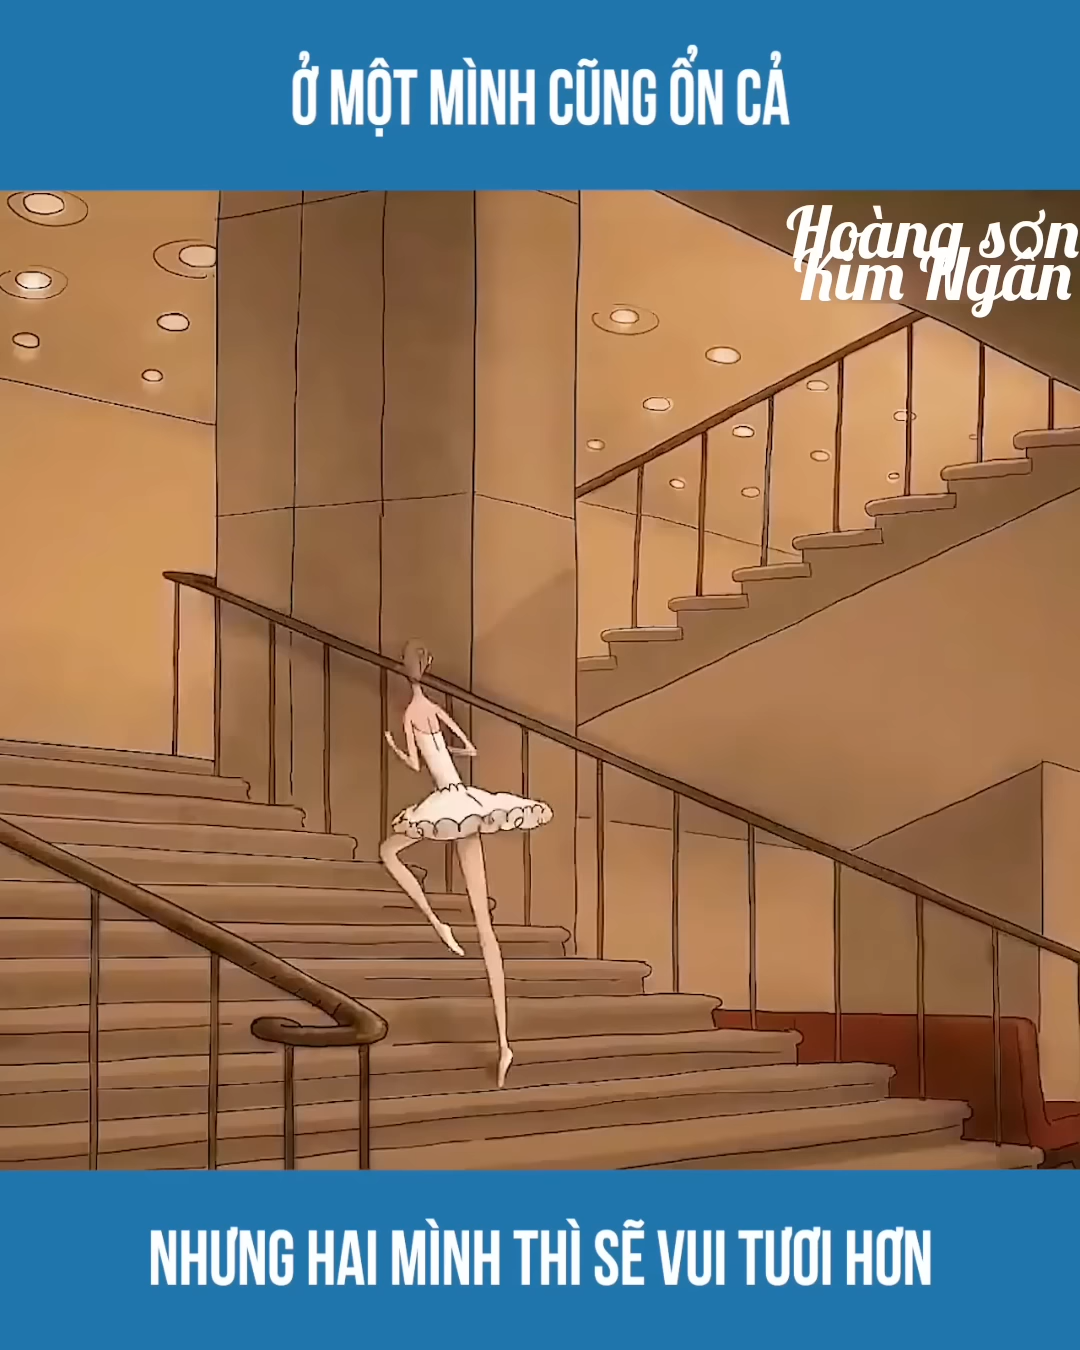 Ở MỘT MÌNH CŨNG ỔN CẢ
Hoàng sơn
Kim Ngân
NHƯNG HAI MÌNH THÌ SẼ VUI TƯƠI HƠN